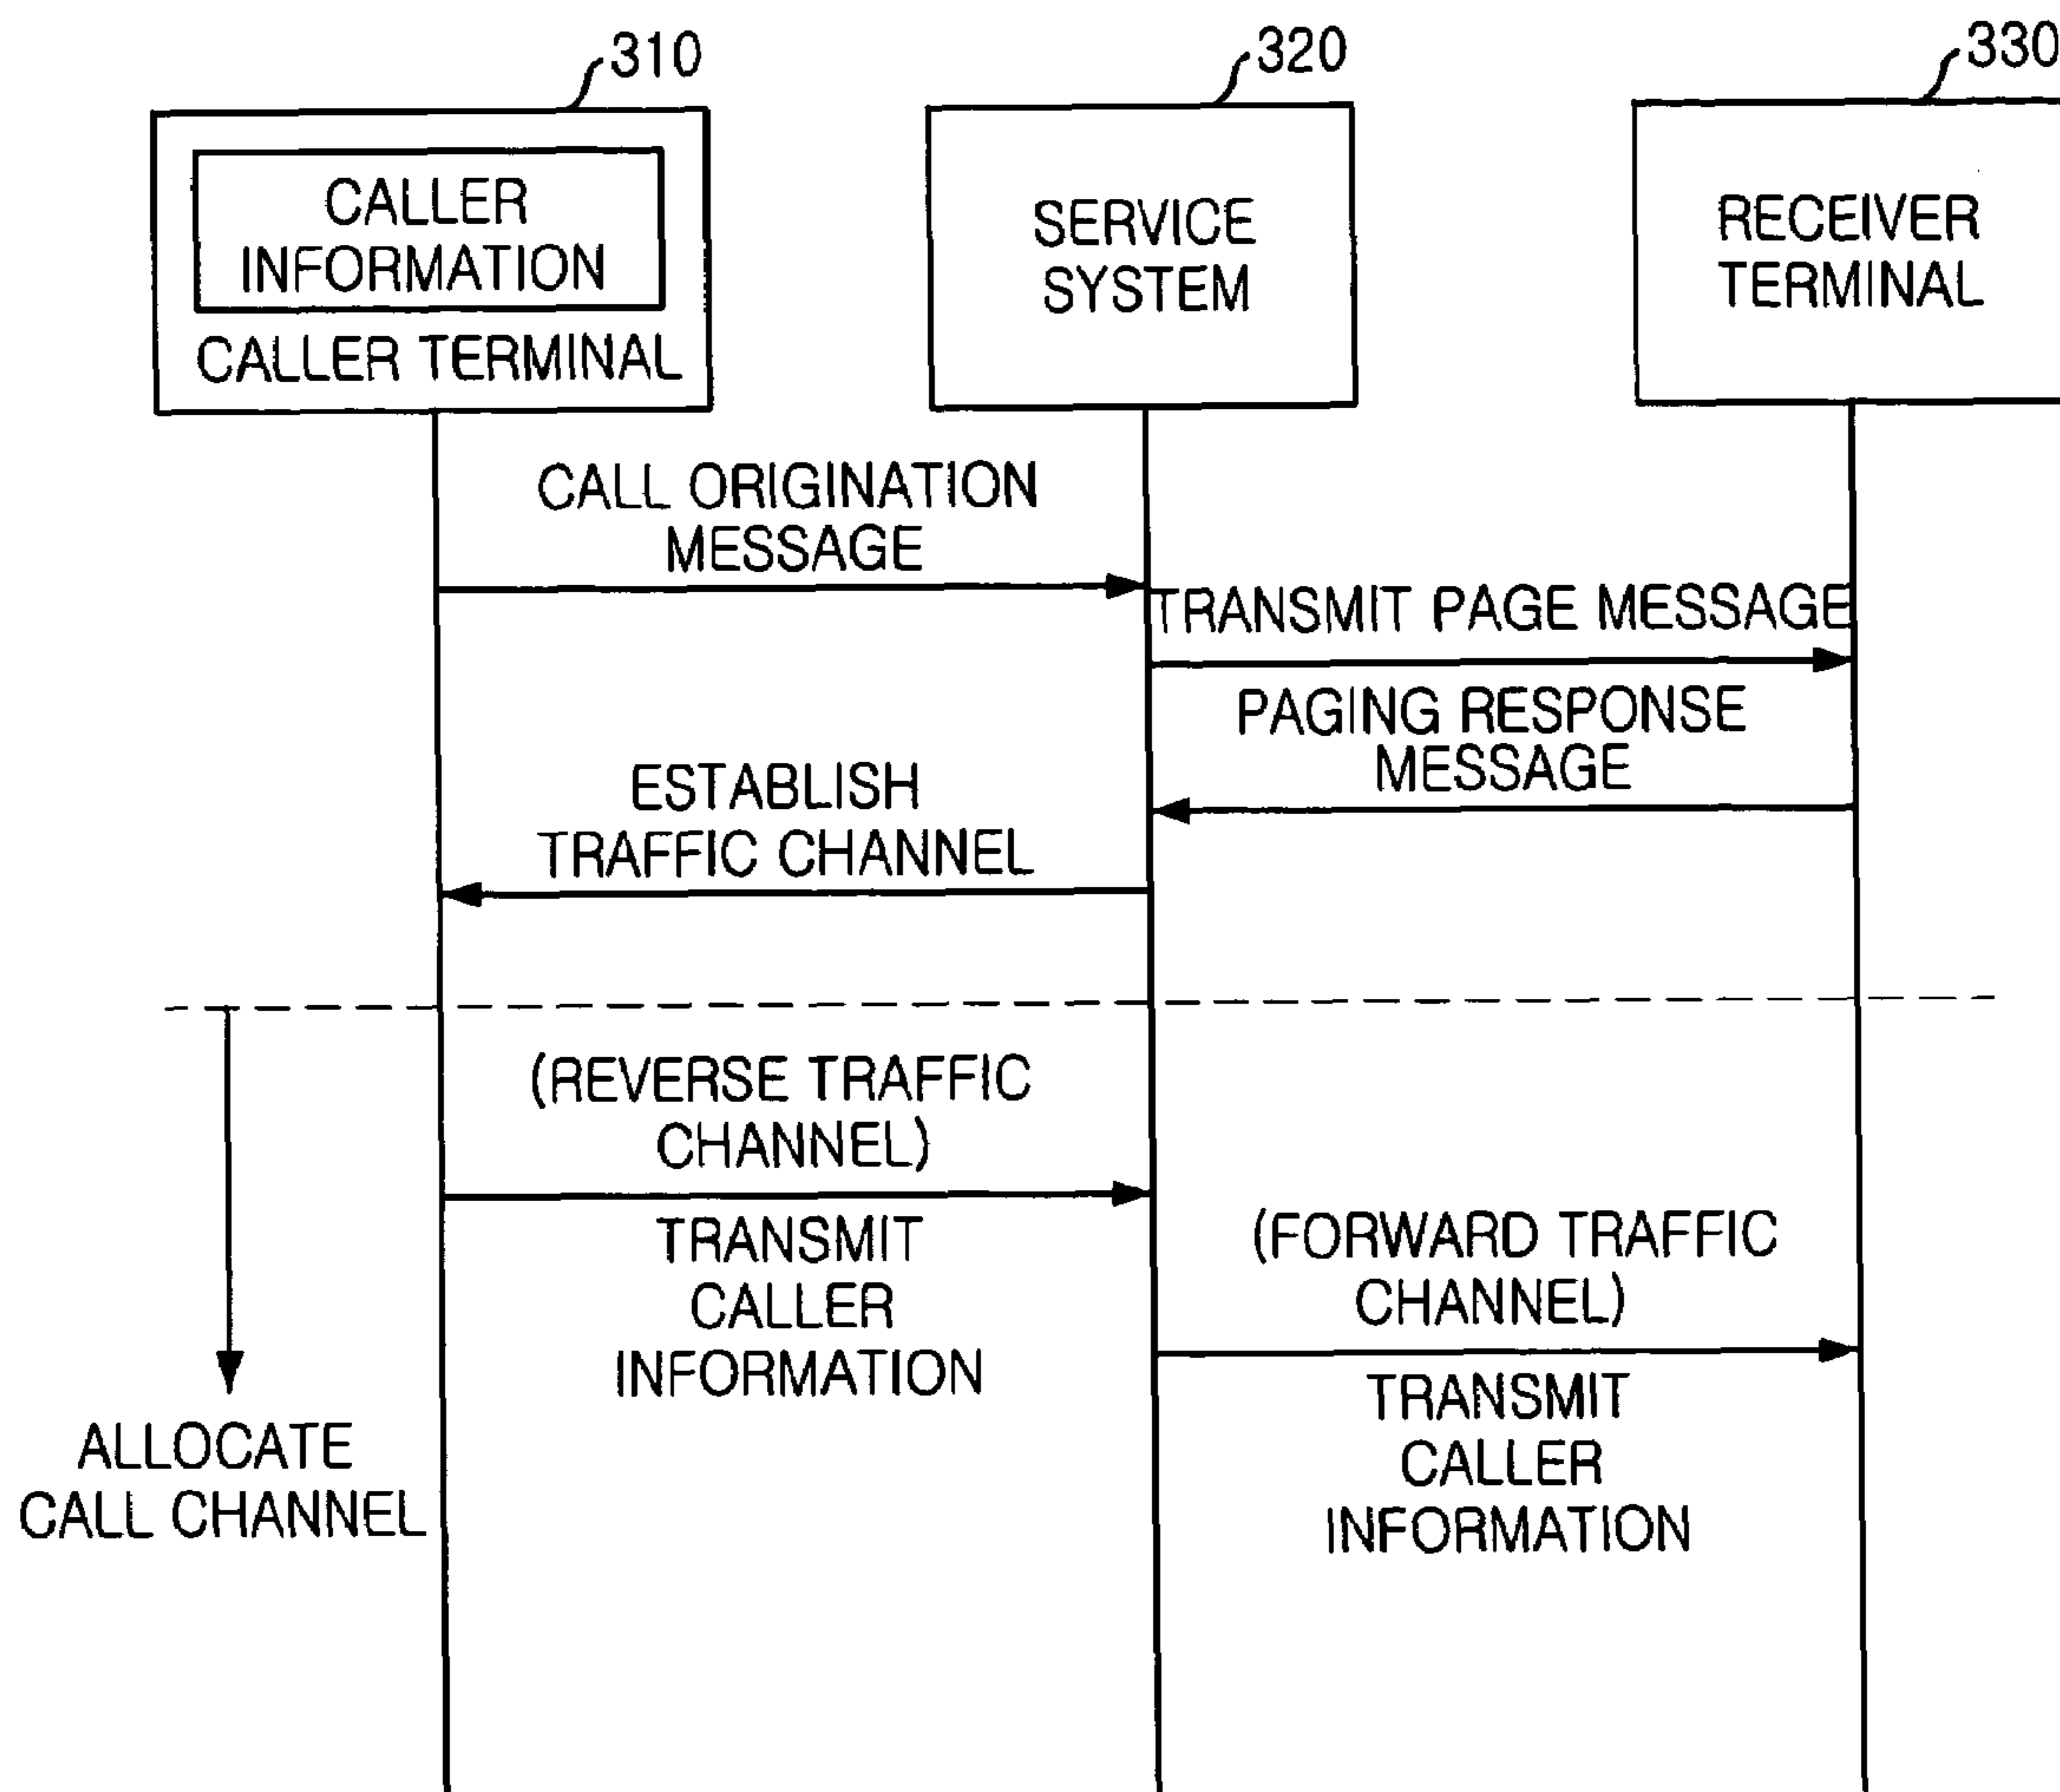 310
320
330
CALLER
INFORMATION
CALLER TERMINAL
SERVICE
SYSTEM
RECEIVER
TERMINAL
CALL ORIGINATION
MESSAGE
TRANSMIT PAGE MESSAGE
PAGING RESPONSE
MESSAGE
ESTABLISH
TRAFFIC CHANNEL
(REVERSE TRAFFIC
CHANNEL)
TRANSMIT
CALLER
INFORMATION
(FORWARD TRAFFIC
CHANNEL)
TRANSMIT
CALLER
INFORMATION
ALLOCATE
CALL CHANNEL